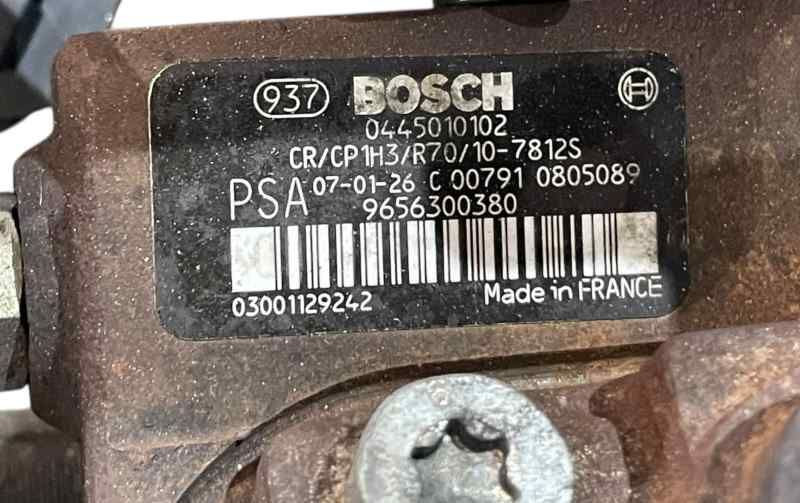 937 BOSCH
0445010102
CR/CP1H3/R70/10-7812S
PSA 07-01-26 C 00791 0805089
9656300380
03001129242 Made in FRANCE